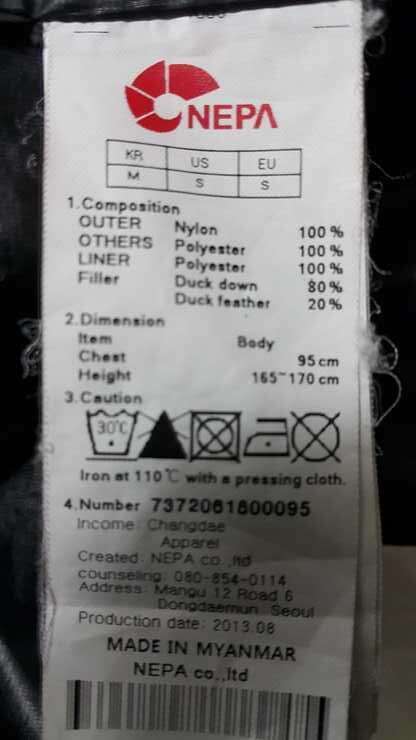 NEPA
KR US EU
M S S
1.Composition
OUTER Nylon 100 %
OTHERS Polyester 100 %
LINER Polyester 100 %
Filler Duck down 80 %
Duck feather 20 %
2.Dimension
Item Body
Chest 95 cm
Height 165~170 cm
3.Caution
30℃
Iron at 110℃ with a pressing cloth.
4.Number 7372061800095
Income: Changdae
Apparel
Created: NEPA co.,ltd
counseling: 080-854-0114
Address: Mangu 12 Road 6
Dongdaemun, Seoul
Production date: 2013.08
MADE IN MYANMAR
NEPA co.,ltd